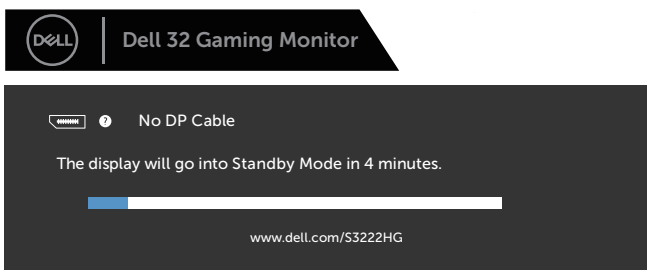 DELL
Dell 32 Gaming Monitor
? No DP Cable
The display will go into Standby Mode in 4 minutes.
www.dell.com/S3222HG